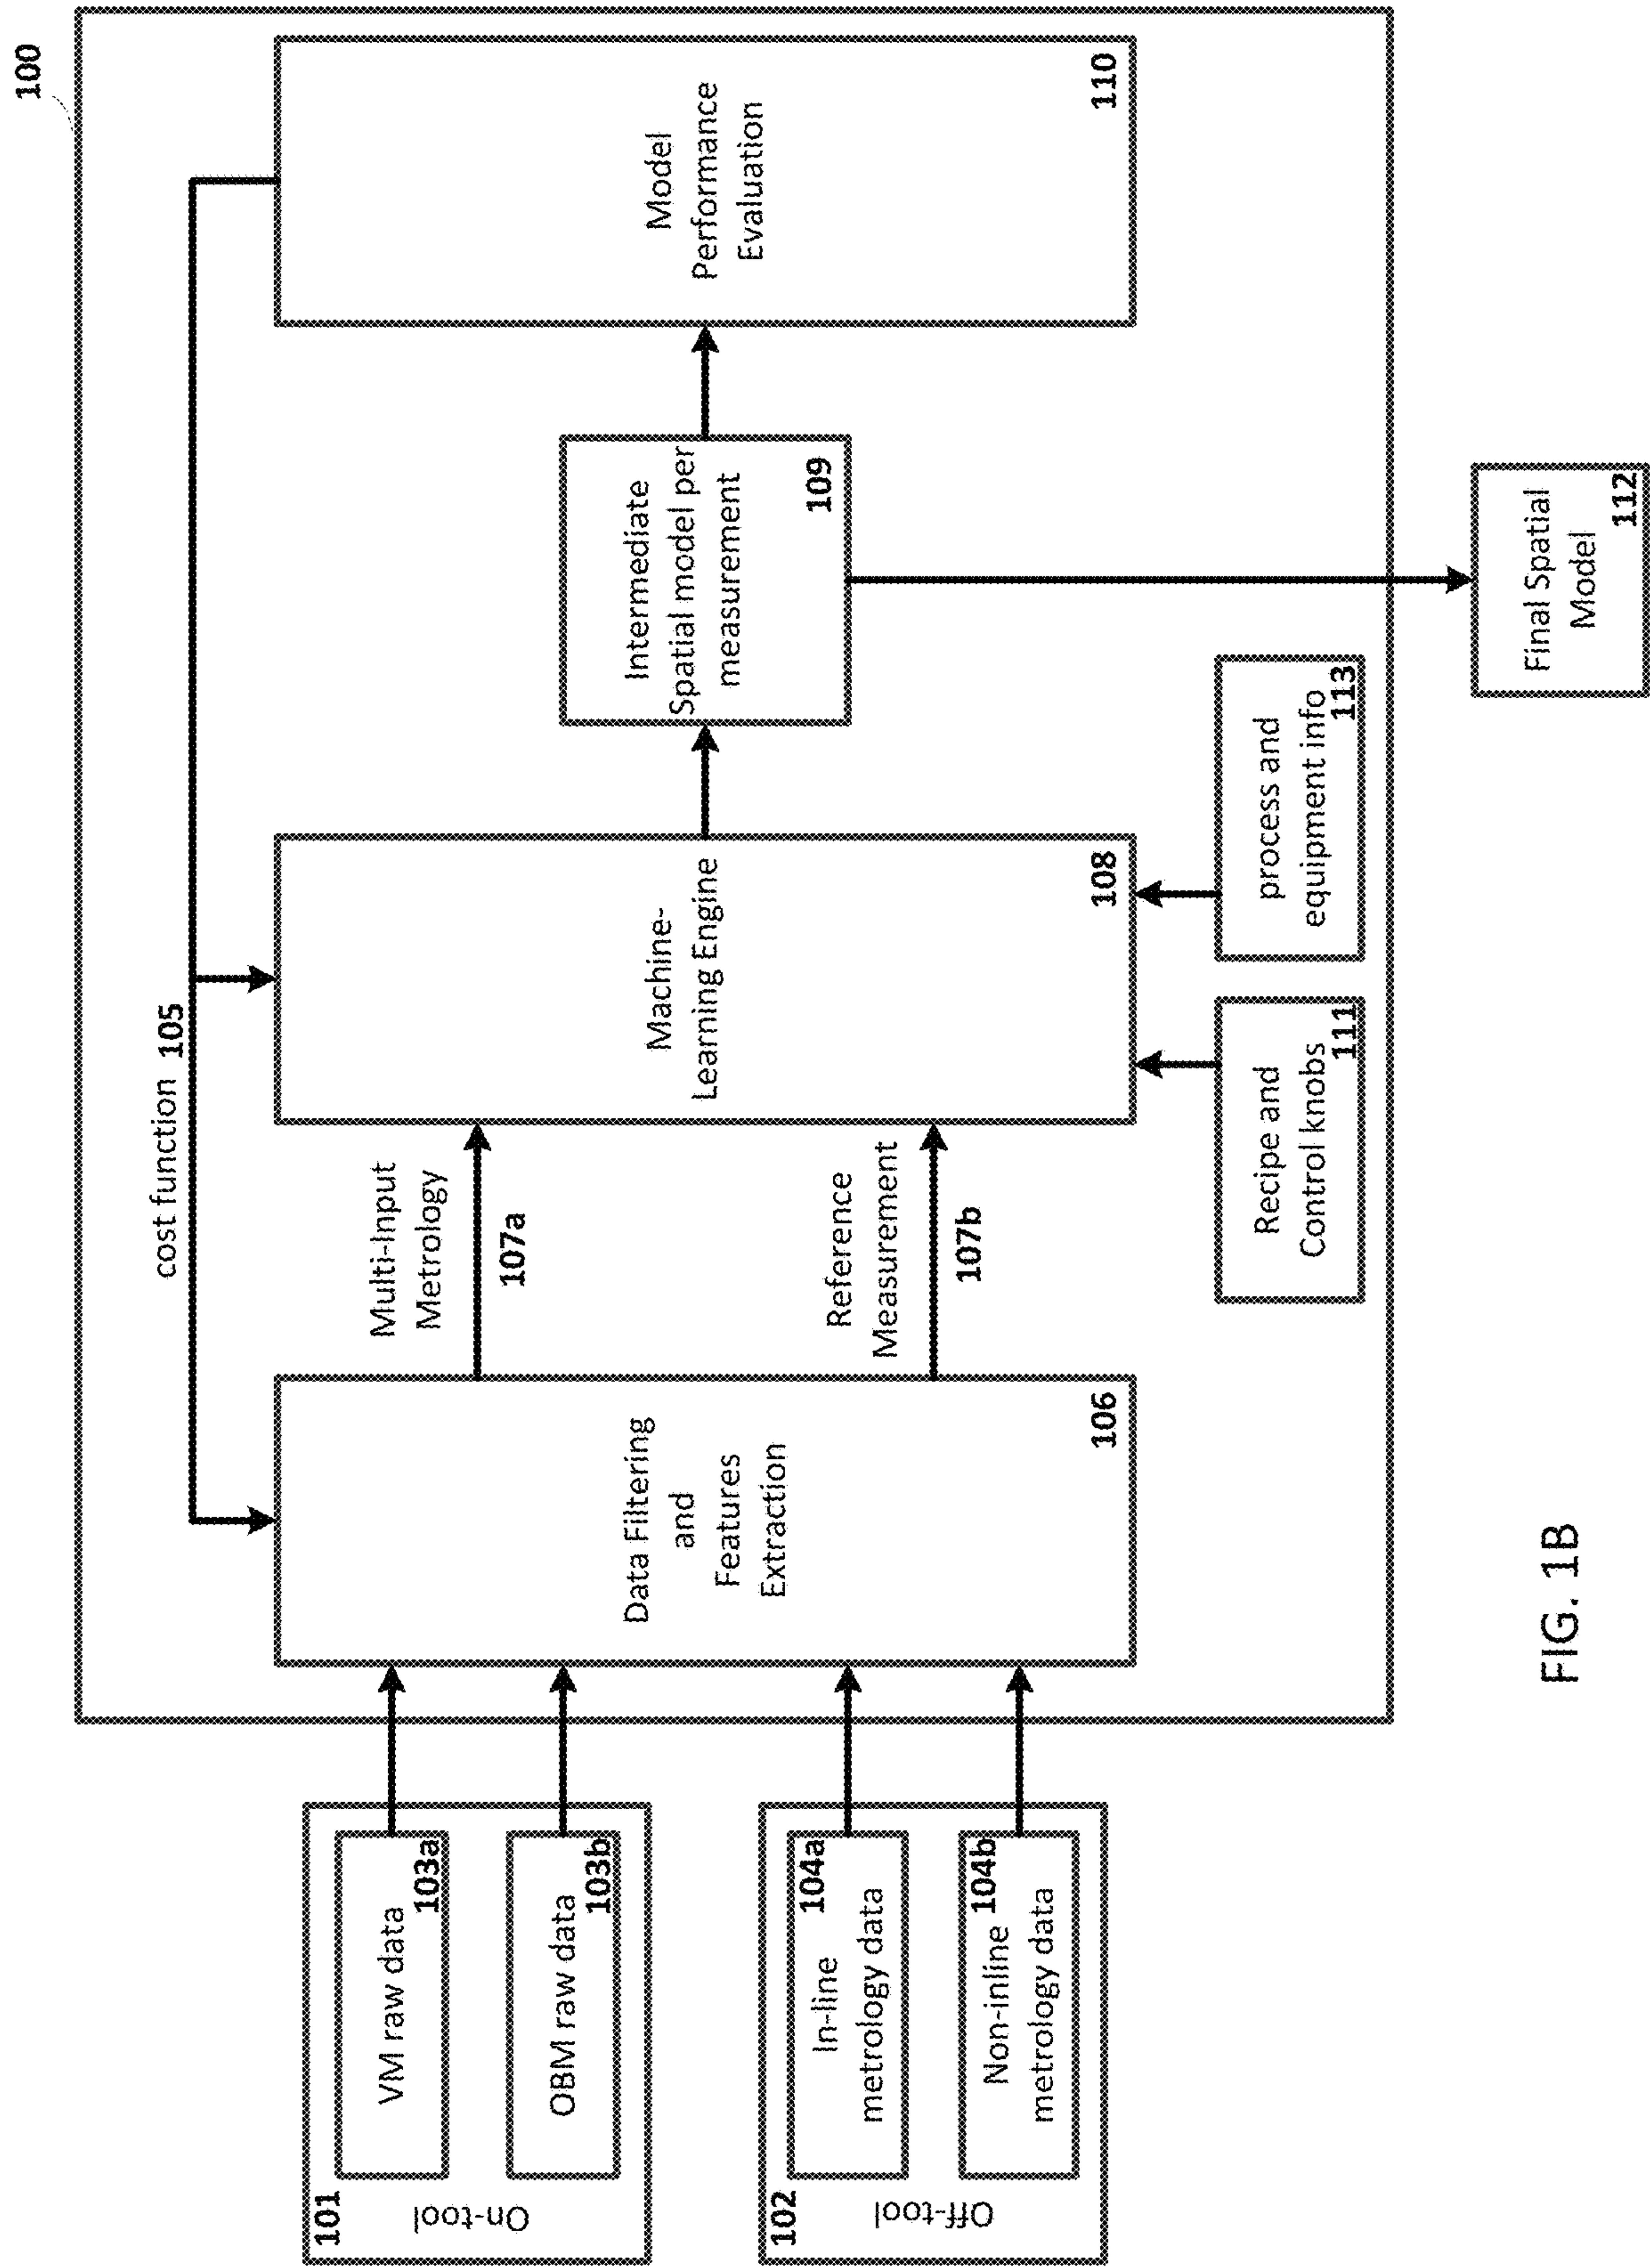 100
cost function 105
101
On-tool
VM raw data
103a
OBM raw data
103b
102
Off-tool
In-line
metrology data
104a
Non-inline
metrology data
104b
Data Filtering
and
Features
Extraction
106
Multi-Input
Metrology
107a
Reference
Measurement
107b
Machine-
Learning Engine
108
Recipe and
Control knobs
111
process and
equipment info
113
Intermediate
Spatial model per
measurement
109
Model
Performance
Evaluation
110
Final Spatial
Model
112
FIG. 1B